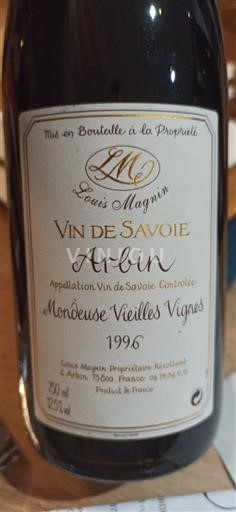 Mis en Bouteille à la Propriété
LM
Louis Magnin
VIN DE SAVOIE
Arbin
Appellation Vin de Savoie Contrôlée
Mondeuse Vieilles Vignes
1996
Louis Magnin Propriétaire Récoltant
à Arbin 73800 France
750 ml
12,5% vol
Produit de France